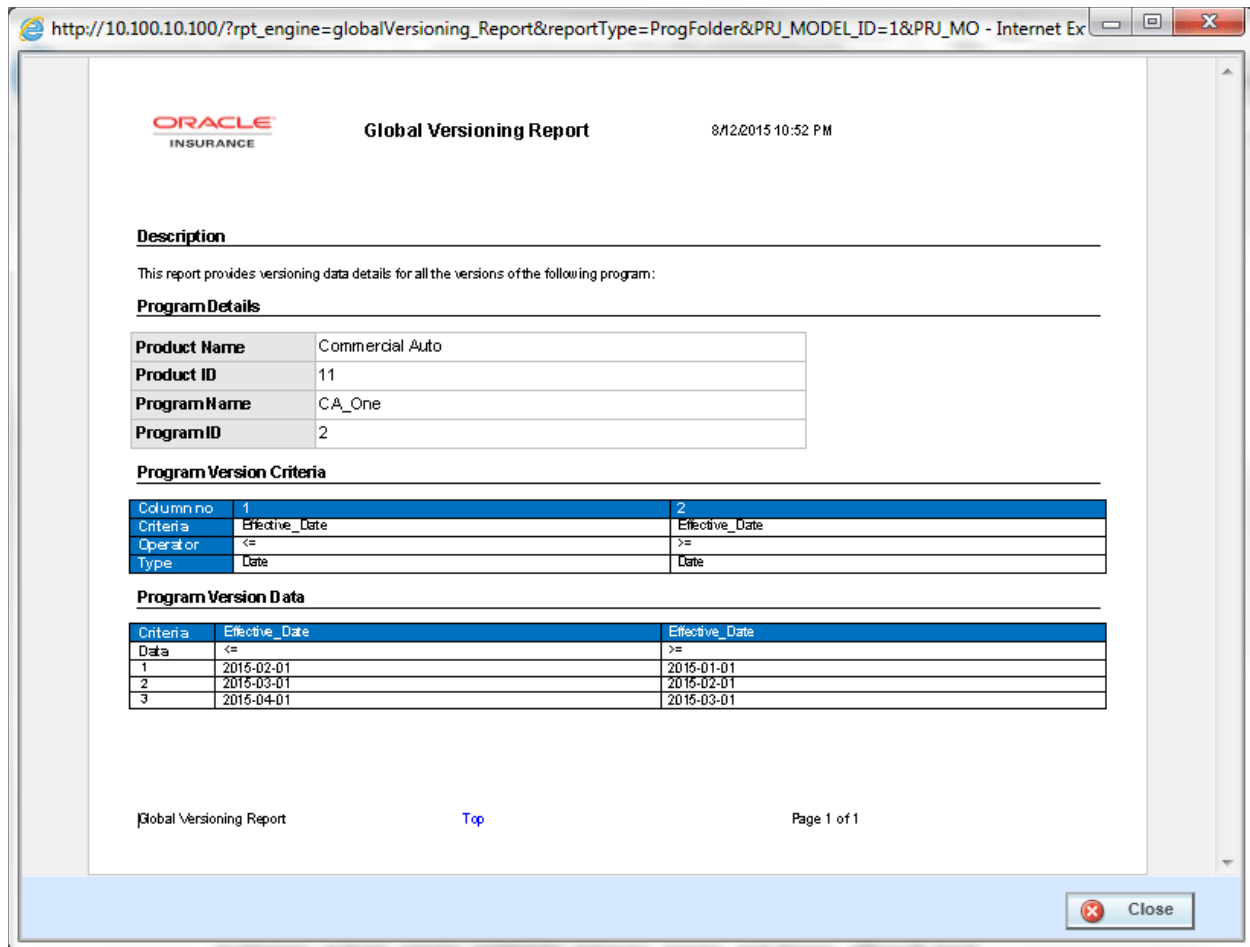 http://10.100.10.100/?rpt_engine=globalVersioning_Report&reportType=ProgFolder&PRJ_MODEL_ID=1&PRJ_MO - Internet Ex
ORACLE
INSURANCE
Global Versioning Report
8/12/2015 10:52 PM
Description
This report provides versioning data details for all the versions of the following program:
Program Details
Product Name Commercial Auto
Product ID 11
Program Name CA_One
Program ID 2
Program Version Criteria
Column no 1 2
Criteria Effective_Date Effective_Date
Operator <= >=
Type Date Date
Program Version Data
Criteria Effective_Date Effective_Date
Data <= >=
1 2015-02-01 2015-01-01
2 2015-03-01 2015-02-01
3 2015-04-01 2015-03-01
Global Versioning Report Top Page 1 of 1
Close